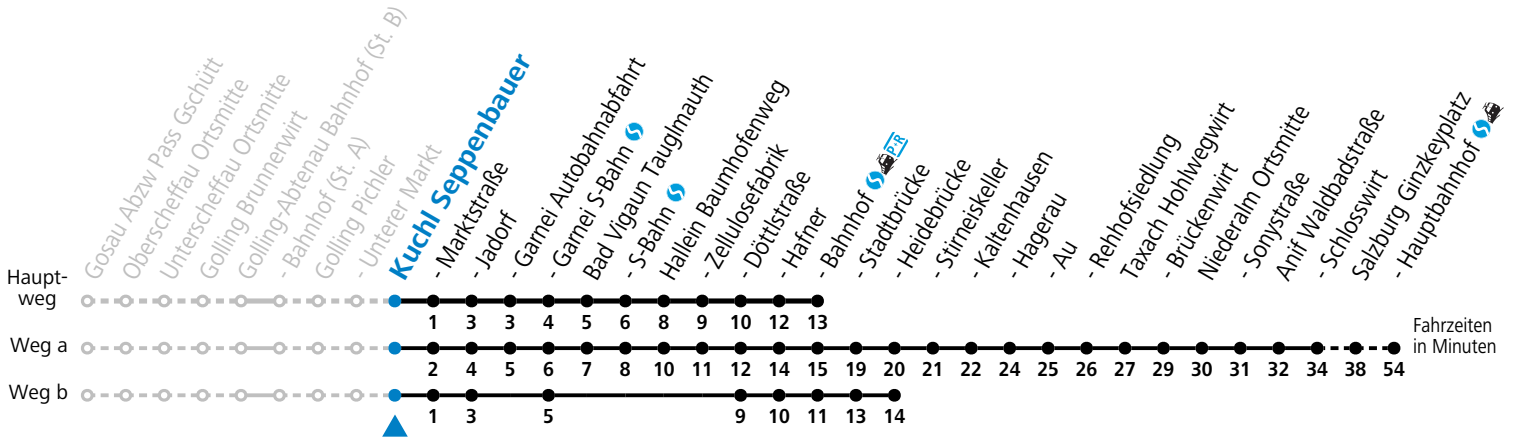 Gosau Abzw Pass Gschütt
Oberscheffau Ortsmitte
Unterscheffau Ortsmitte
Golling Brunnerwirt
Golling-Abtenau Bahnhof (St. B)
- Bahnhof (St. A)
Golling Pichler
- Unterer Markt
Kuchl Seppenbauer
- Marktstraße
- Jadorf
- Garnei Autobahnabfahrt
- Garnei S-Bahn
Bad Vigaun Tauglmauth
- S-Bahn
Hallein Baumhofenweg
- Zellulosefabrik
- Döttlstraße
- Hafner
- Bahnhof P+R
- Stadtbrücke
- Heidebrücke
- Stirneiskeller
- Kaltenhausen
- Hagerau
- Au
- Rehhofsiedlung
Taxach Hohlwegwirt
- Brückenwirt
Niederalm Ortsmitte
- Sonystraße
Anif Waldbadstraße
- Schlosswirt
Salzburg Ginzkeyplatz
- Hauptbahnhof
Haupt-
weg
1 3 3 4 5 6 8 9 10 12 13
Weg a
2 4 5 6 7 8 10 11 12 14 15 19 20 21 22 24 25 26 27 29 30 31 32 34 38 54
Fahrzeiten
in Minuten
Weg b
1 3 5 9 10 11 13 14